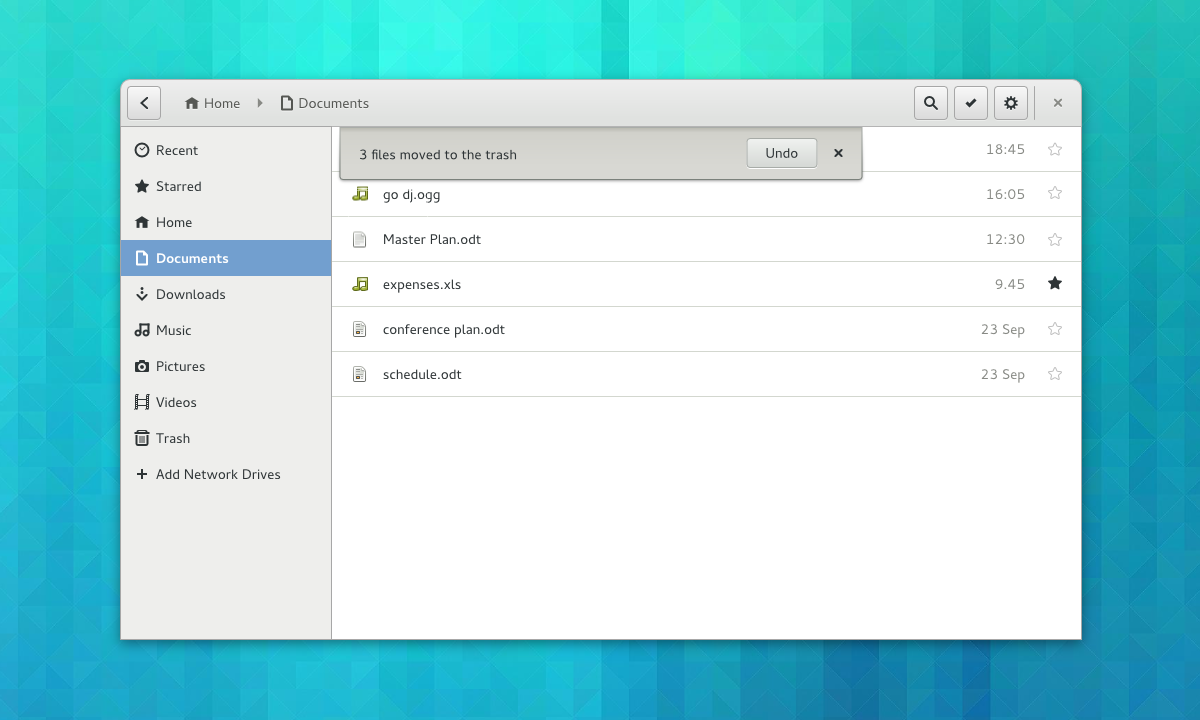 Home Documents
3 files moved to the trash Undo
18:45
Recent
Starred
Home
Documents
Downloads
Music
Pictures
Videos
Trash
Add Network Drives
go dj.ogg 16:05
Master Plan.odt 12:30
expenses.xls 9.45
conference plan.odt 23 Sep
schedule.odt 23 Sep